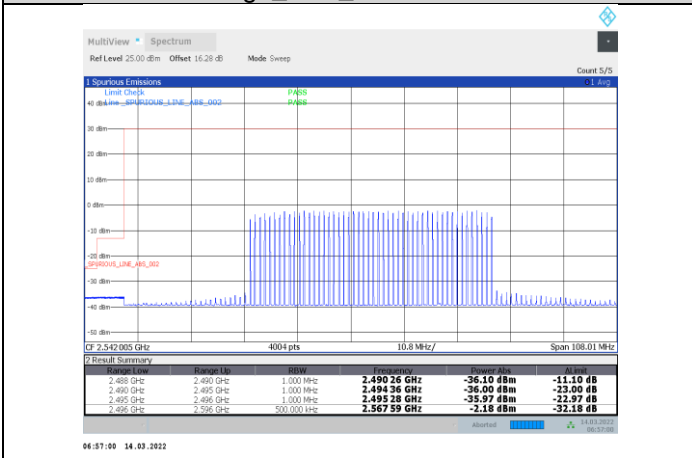 MultiView Spectrum
Ref Level 25.00 dBm Offset 16.28 dB Mode Sweep
Count 5/5
1 Spurious Emissions 1 Avg
Limit Check PASS
40 dBm Line _SPURIOUS_LINE_ABS_002 PASS
30 dBm
20 dBm
10 dBm
0 dBm
-10 dBm
-20 dBm
_SPURIOUS_LINE_ABS_002
-30 dBm
-40 dBm
-50 dBm
CF 2.542 005 GHz 4004 pts 10.8 MHz/ Span 108.01 MHz
2 Result Summary
Range Low Range Up RBW Frequency Power Abs ΔLimit
2.488 GHz 2.490 GHz 1.000 MHz 2.490 26 GHz -36.10 dBm -11.10 dB
2.490 GHz 2.495 GHz 1.000 MHz 2.494 36 GHz -36.00 dBm -23.00 dB
2.495 GHz 2.496 GHz 1.000 MHz 2.495 28 GHz -35.97 dBm -22.97 dB
2.496 GHz 2.596 GHz 500.000 kHz 2.567 59 GHz -2.18 dBm -32.18 dB
Aborted 14.03.2022
06:57:00
06:57:00 14.03.2022